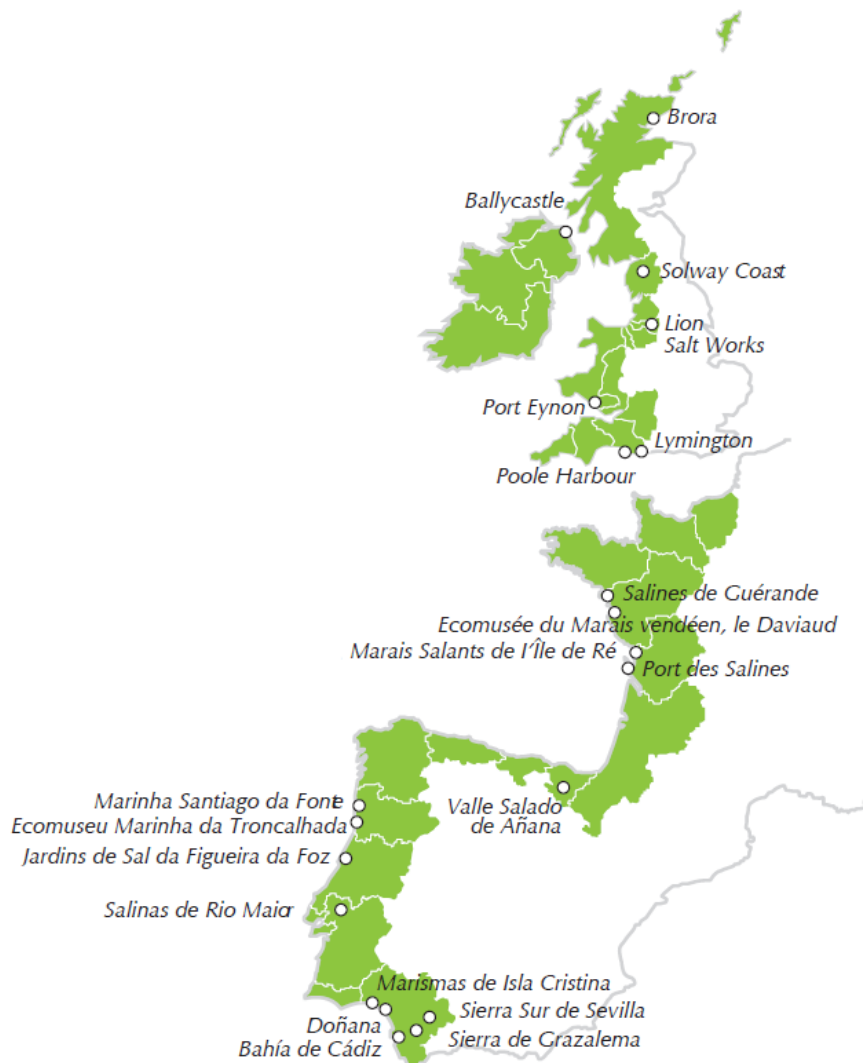 Brora
Ballycastle
Solway Coast
Lion
Salt Works
Port Eynon
Lymington
Poole Harbour
Salines de Guérande
Ecomusée du Marais vendéen, le Daviaud
Marais Salants de I'Île de Ré
Port des Salines
Marinha Santiago da Fonte
Valle Salado
de Añana
Ecomuseu Marinha da Troncalhada
Jardins de Sal da Figueira da Foz
Salinas de Rio Maior
Marismas de Isla Cristina
Sierra Sur de Sevilla
Doñana
Sierra de Grazalema
Bahía de Cádiz